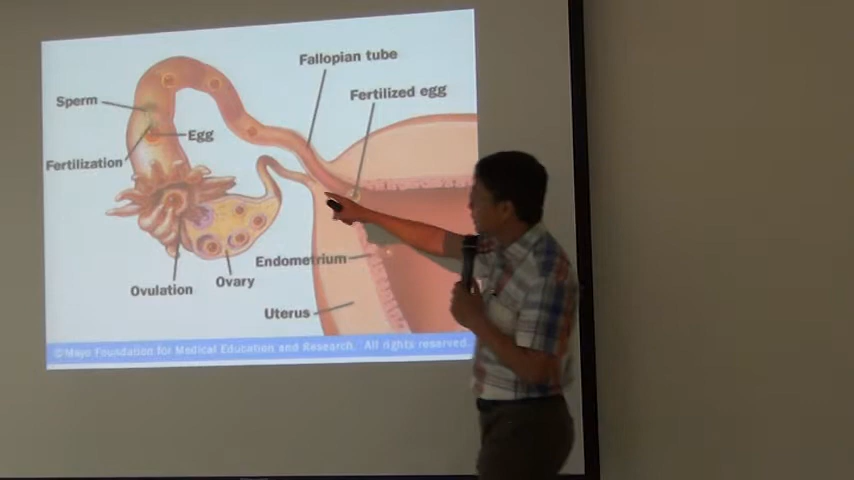 Fallopian tube
Sperm
Fertilized egg
Egg
Fertilization
Endometrium
Ovary
Ovulation
Uterus
©Mayo Foundation for Medical Education and Research. All rights reserved.